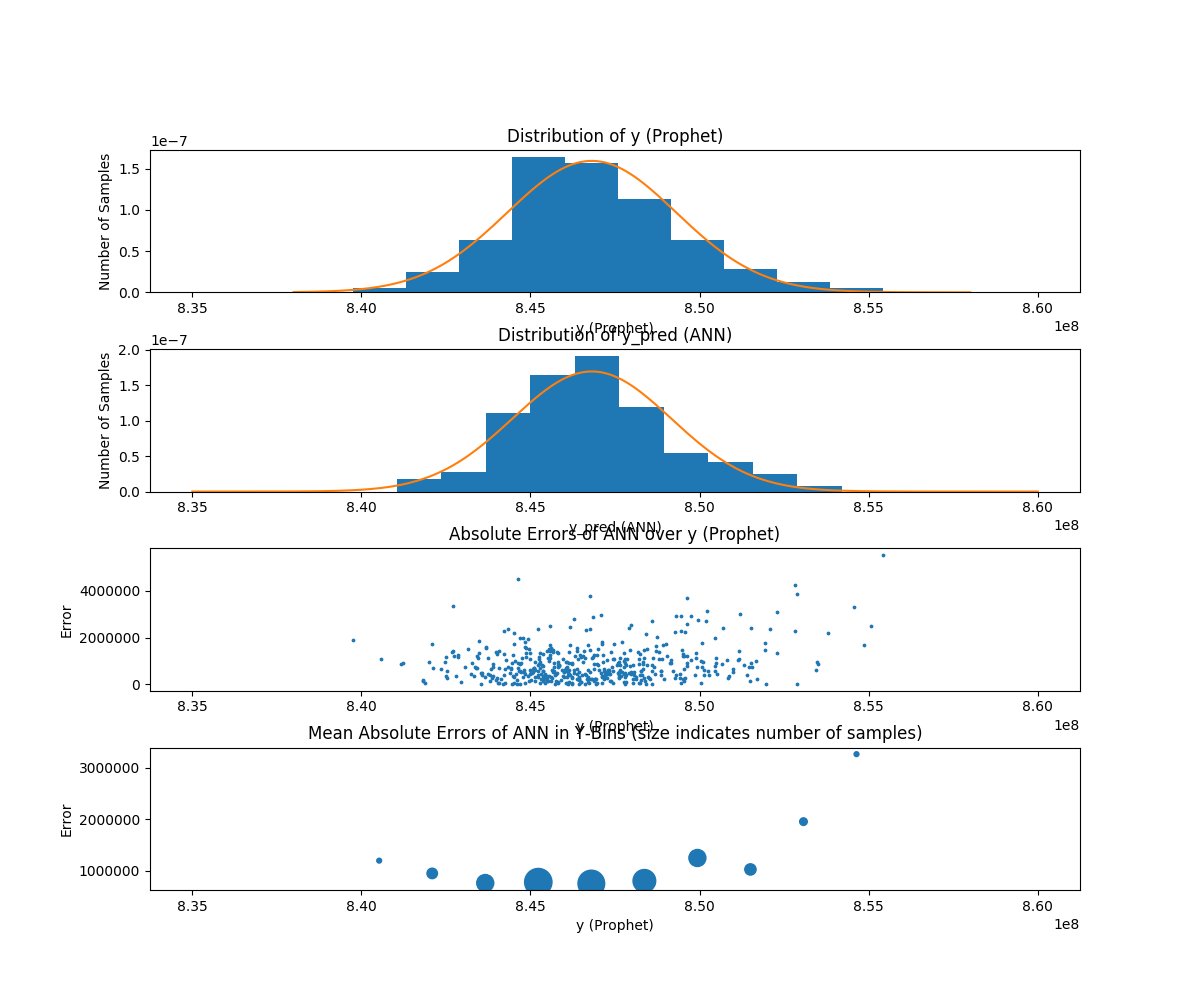 Distribution of y (Prophet)
1e−7
Number of Samples
1.5
1.0
0.5
0.0
8.35 8.40 8.45 8.50 8.55 8.60
1e8
y (Prophet)
Distribution of y_pred (ANN)
1e−7
Number of Samples
2.0
1.5
1.0
0.5
0.0
8.35 8.40 8.45 8.50 8.55 8.60
1e8
y_pred (ANN)
Absolute Errors of ANN over y (Prophet)
Error
4000000
2000000
0
8.35 8.40 8.45 8.50 8.55 8.60
1e8
y (Prophet)
Mean Absolute Errors of ANN in Y-Bins (size indicates number of samples)
Error
3000000
2000000
1000000
8.35 8.40 8.45 8.50 8.55 8.60
1e8
y (Prophet)